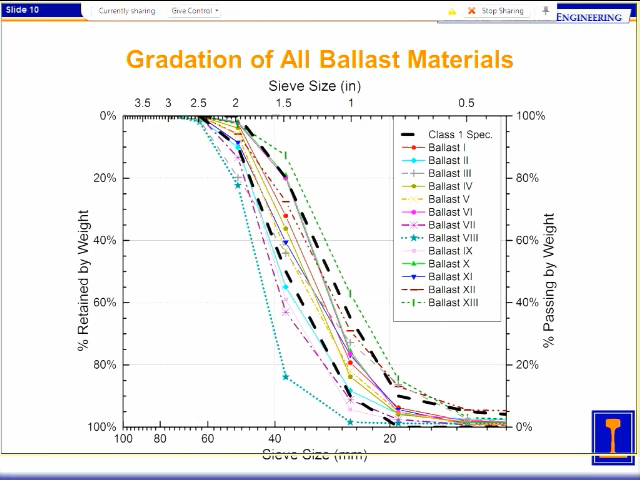 Slide 10
Currently sharing
Give Control
Stop Sharing
ENGINEERING
Gradation of All Ballast Materials
Sieve Size (in)
3.5 3 2.5 2 1.5 1 0.5
0% 100%
20% 80%
40% 60%
60% 40%
80% 20%
100% 0%
% Retained by Weight
% Passing by Weight
Class 1 Spec.
Ballast I
Ballast II
Ballast III
Ballast IV
Ballast V
Ballast VI
Ballast VII
Ballast VIII
Ballast IX
Ballast X
Ballast XI
Ballast XII
Ballast XIII
100 80 60 40 20
Sieve Size (mm)